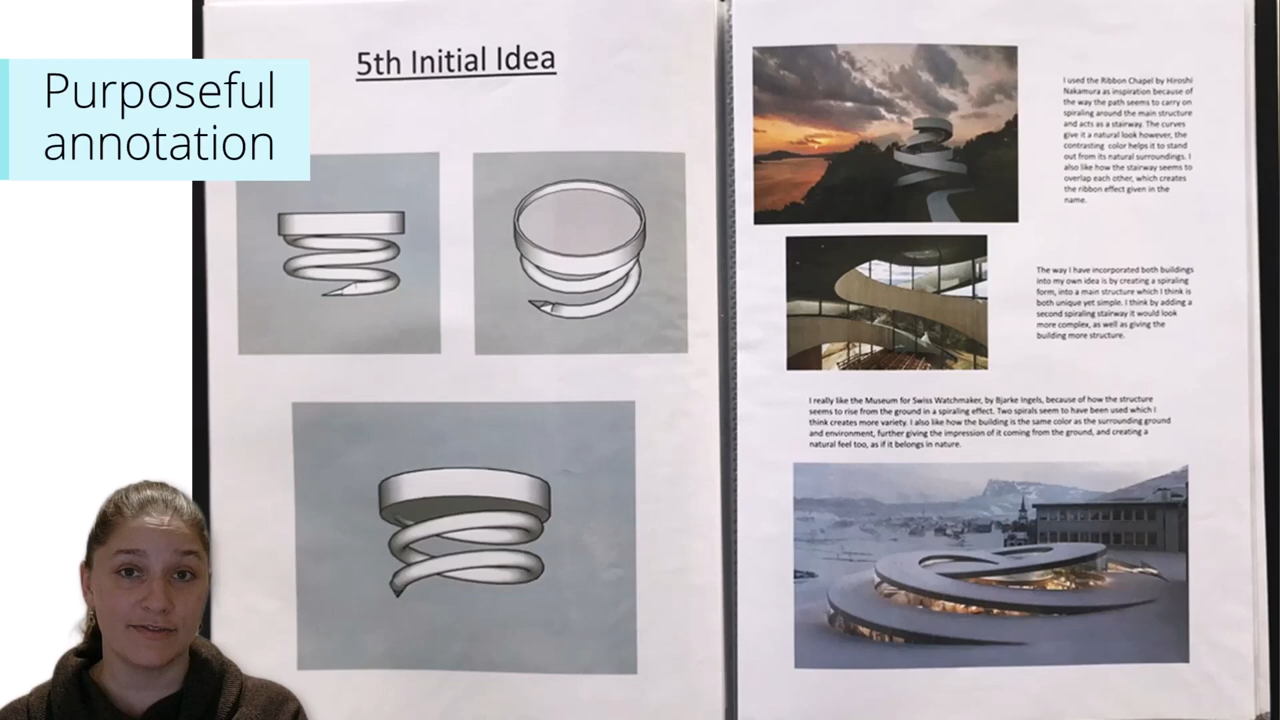 Purposeful
annotation
5th Initial Idea
I used the Ribbon Chapel by Hiroshi
Nakamura as inspiration because of
the way the path seems to carry on
spiraling around the main structure
and acts as a stairway. The curves
give it a natural look however, the
contrasting color helps it to stand
out from its natural surroundings. I
also like how the stairway seems to
overlap each other, which creates
the ribbon effect given in the
name.
The way I have incorporated both buildings
into my own idea is by creating a spiraling
form, into a main structure which I think is
both unique yet simple. I think by adding a
second spiraling stairway it would look
more complex, as well as giving the
building more structure.
I really like the Museum for Swiss Watchmaker, by Bjarke Ingels, because of how the structure
seems to rise from the ground in a spiraling effect. Two spirals seem to have been used which I
think creates more variety. I also like how the building is the same color as the surrounding ground
and environment, further giving the impression of it coming from the ground, and creating a
natural feel too, as if it belongs in nature.